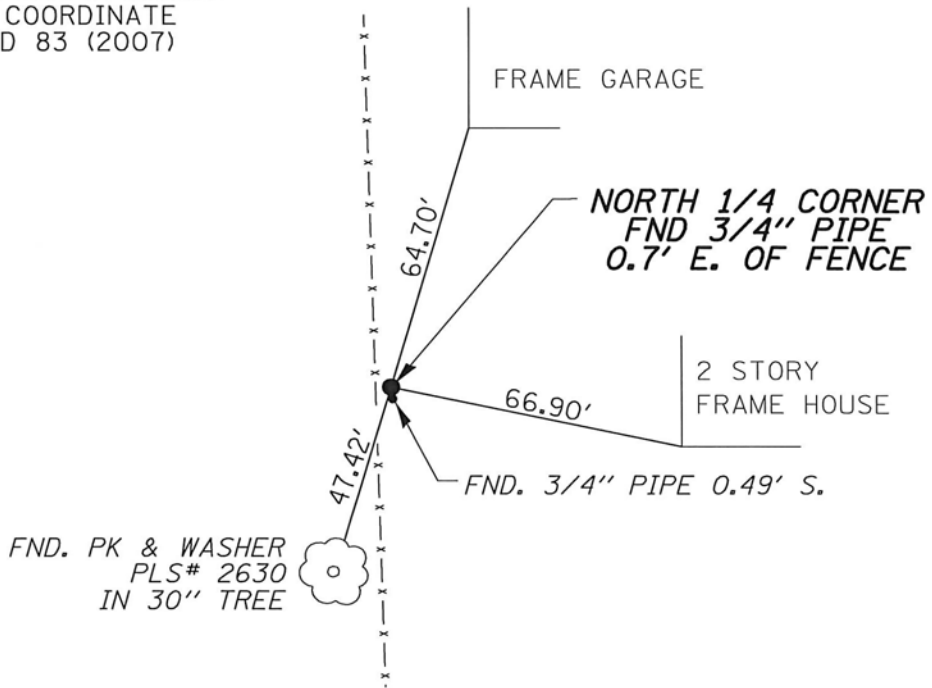 COORDINATE
D 83 (2007)
FRAME GARAGE
64.70'
NORTH 1/4 CORNER
FND 3/4" PIPE
0.7' E. OF FENCE
2 STORY
FRAME HOUSE
66.90'
47.42'
FND. 3/4" PIPE 0.49' S.
FND. PK & WASHER
PLS# 2630
IN 30" TREE